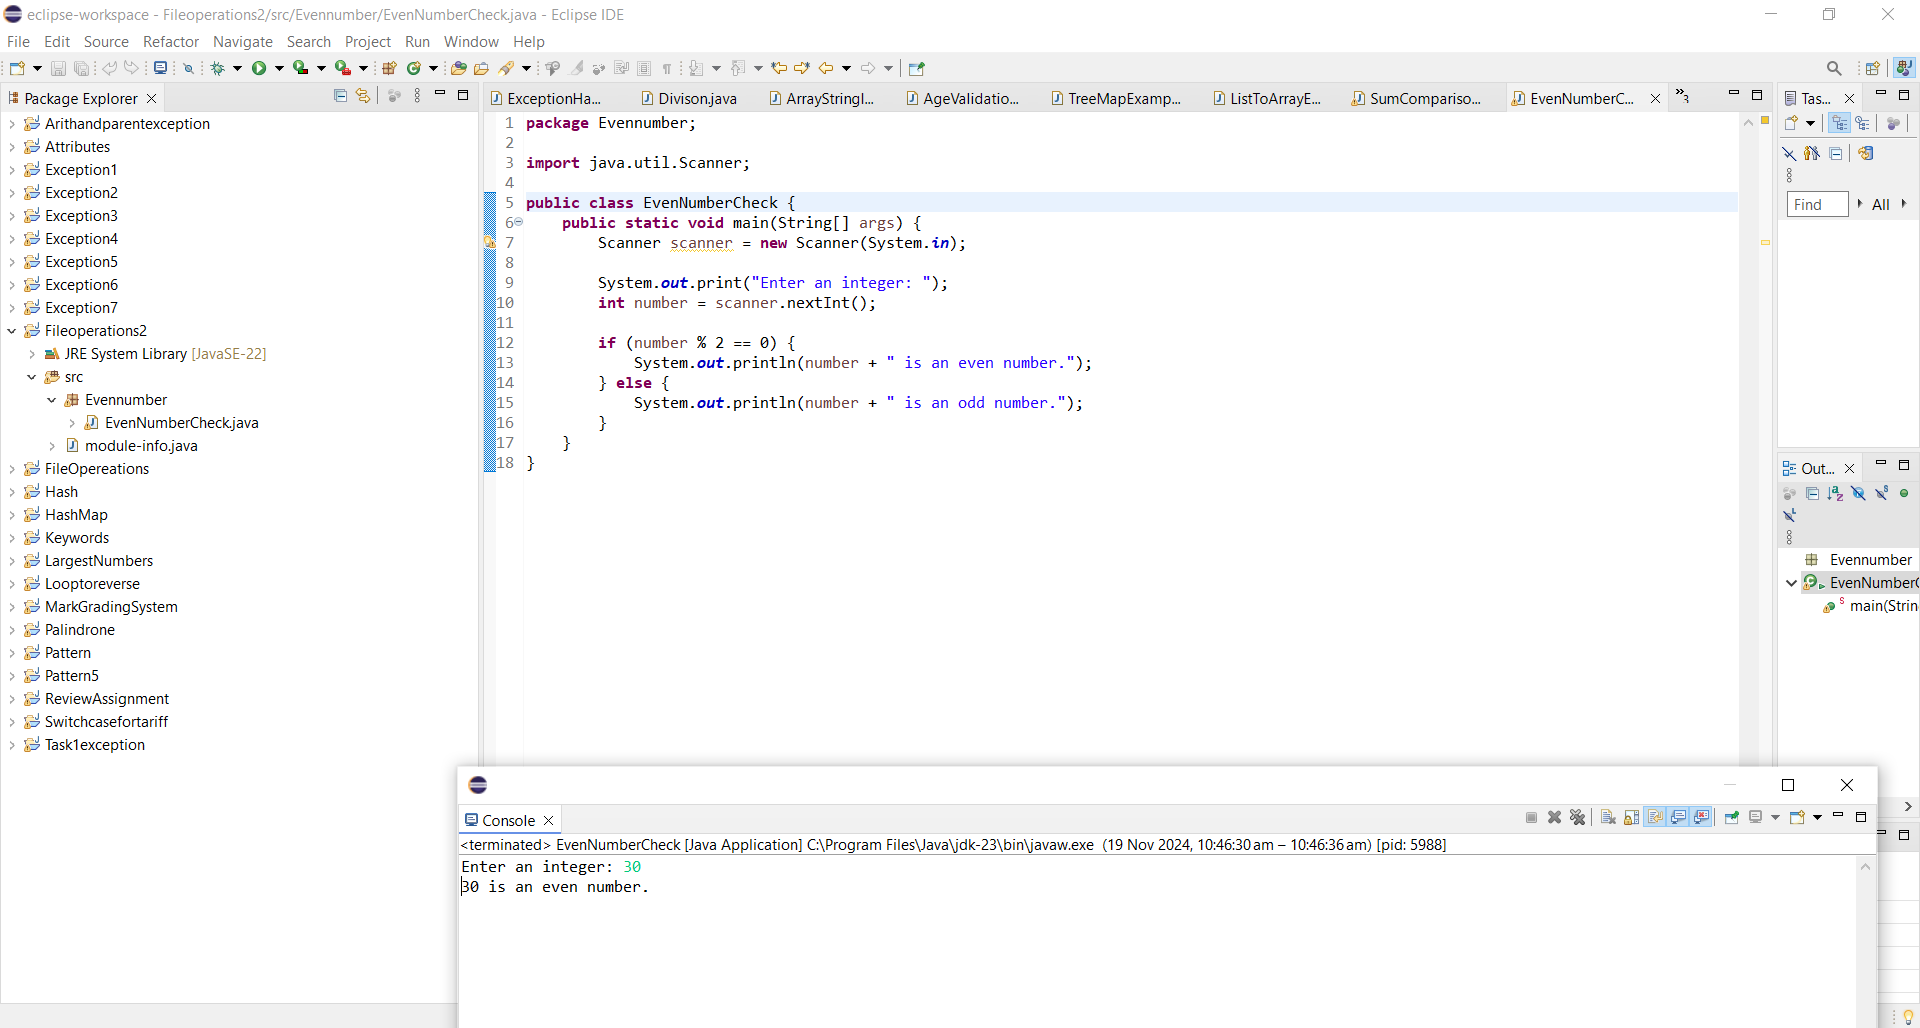 eclipse-workspace - Fileoperations2/src/Evennumber/EvenNumberCheck.java - Eclipse IDE
File Edit Source Refactor Navigate Search Project Run Window Help
Package Explorer
Arithandparentexception
Attributes
Exception1
Exception2
Exception3
Exception4
Exception5
Exception6
Exception7
Fileoperations2
JRE System Library [JavaSE-22]
src
Evennumber
EvenNumberCheck.java
module-info.java
FileOpereations
Hash
HashMap
Keywords
LargestNumbers
Looptoreverse
MarkGradingSystem
Palindrone
Pattern
Pattern5
ReviewAssignment
Switchcasefortariff
Task1exception
ExceptionHa... Divison.java ArrayStringI... AgeValidatio... TreeMapExamp... ListToArrayE... SumCompariso... EvenNumberC... »3
1 package Evennumber;
2
3 import java.util.Scanner;
4
5 public class EvenNumberCheck {
6 public static void main(String[] args) {
7 Scanner scanner = new Scanner(System.in);
8
9 System.out.print("Enter an integer: ");
10 int number = scanner.nextInt();
11
12 if (number % 2 == 0) {
13 System.out.println(number + " is an even number.");
14 } else {
15 System.out.println(number + " is an odd number.");
16 }
17 }
18 }
Tas...
Find All
Out...
Evennumber
EvenNumberC
main(Strin
Console
<terminated> EvenNumberCheck [Java Application] C:\Program Files\Java\jdk-23\bin\javaw.exe (19 Nov 2024, 10:46:30 am – 10:46:36 am) [pid: 5988]
Enter an integer: 30
30 is an even number.